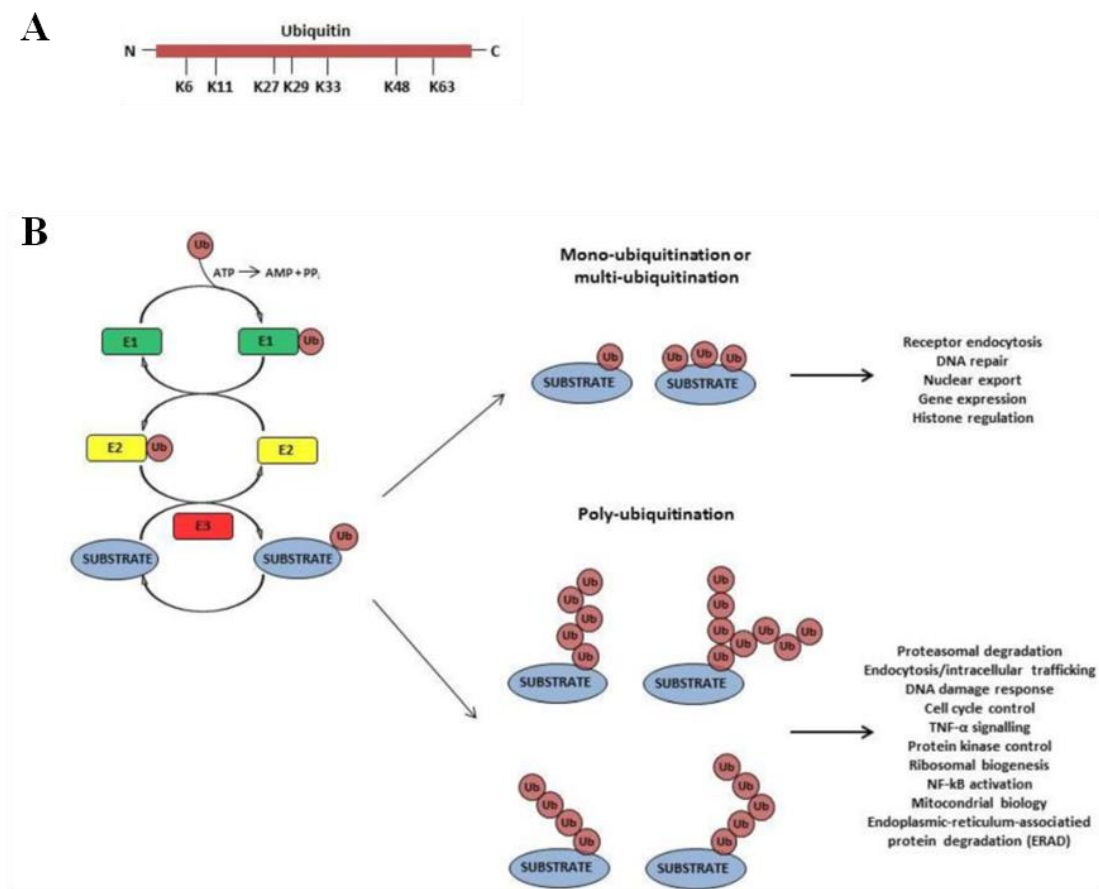 A
Ubiquitin
N
C
K6 K11 K27 K29 K33 K48 K63
B
Ub
ATP → AMP + PPi
E1
E1 Ub
E2 Ub
E2
E3
Ub
SUBSTRATE
SUBSTRATE
Mono-ubiquitination or
multi-ubiquitination
Ub
SUBSTRATE
Ub Ub Ub
SUBSTRATE
Receptor endocytosis
DNA repair
Nuclear export
Gene expression
Histone regulation
Poly-ubiquitination
Ub
Ub
Ub
Ub
Ub
SUBSTRATE
Ub
Ub
Ub Ub Ub Ub Ub
Ub
SUBSTRATE
Ub
Ub
Ub
Ub
SUBSTRATE
Ub
Ub
Ub
Ub
Ub
SUBSTRATE
Proteasomal degradation
Endocytosis/intracellular trafficking
DNA damage response
Cell cycle control
TNF-α signalling
Protein kinase control
Ribosomal biogenesis
NF-kB activation
Mitocondrial biology
Endoplasmic-reticulum-associatied
protein degradation (ERAD)